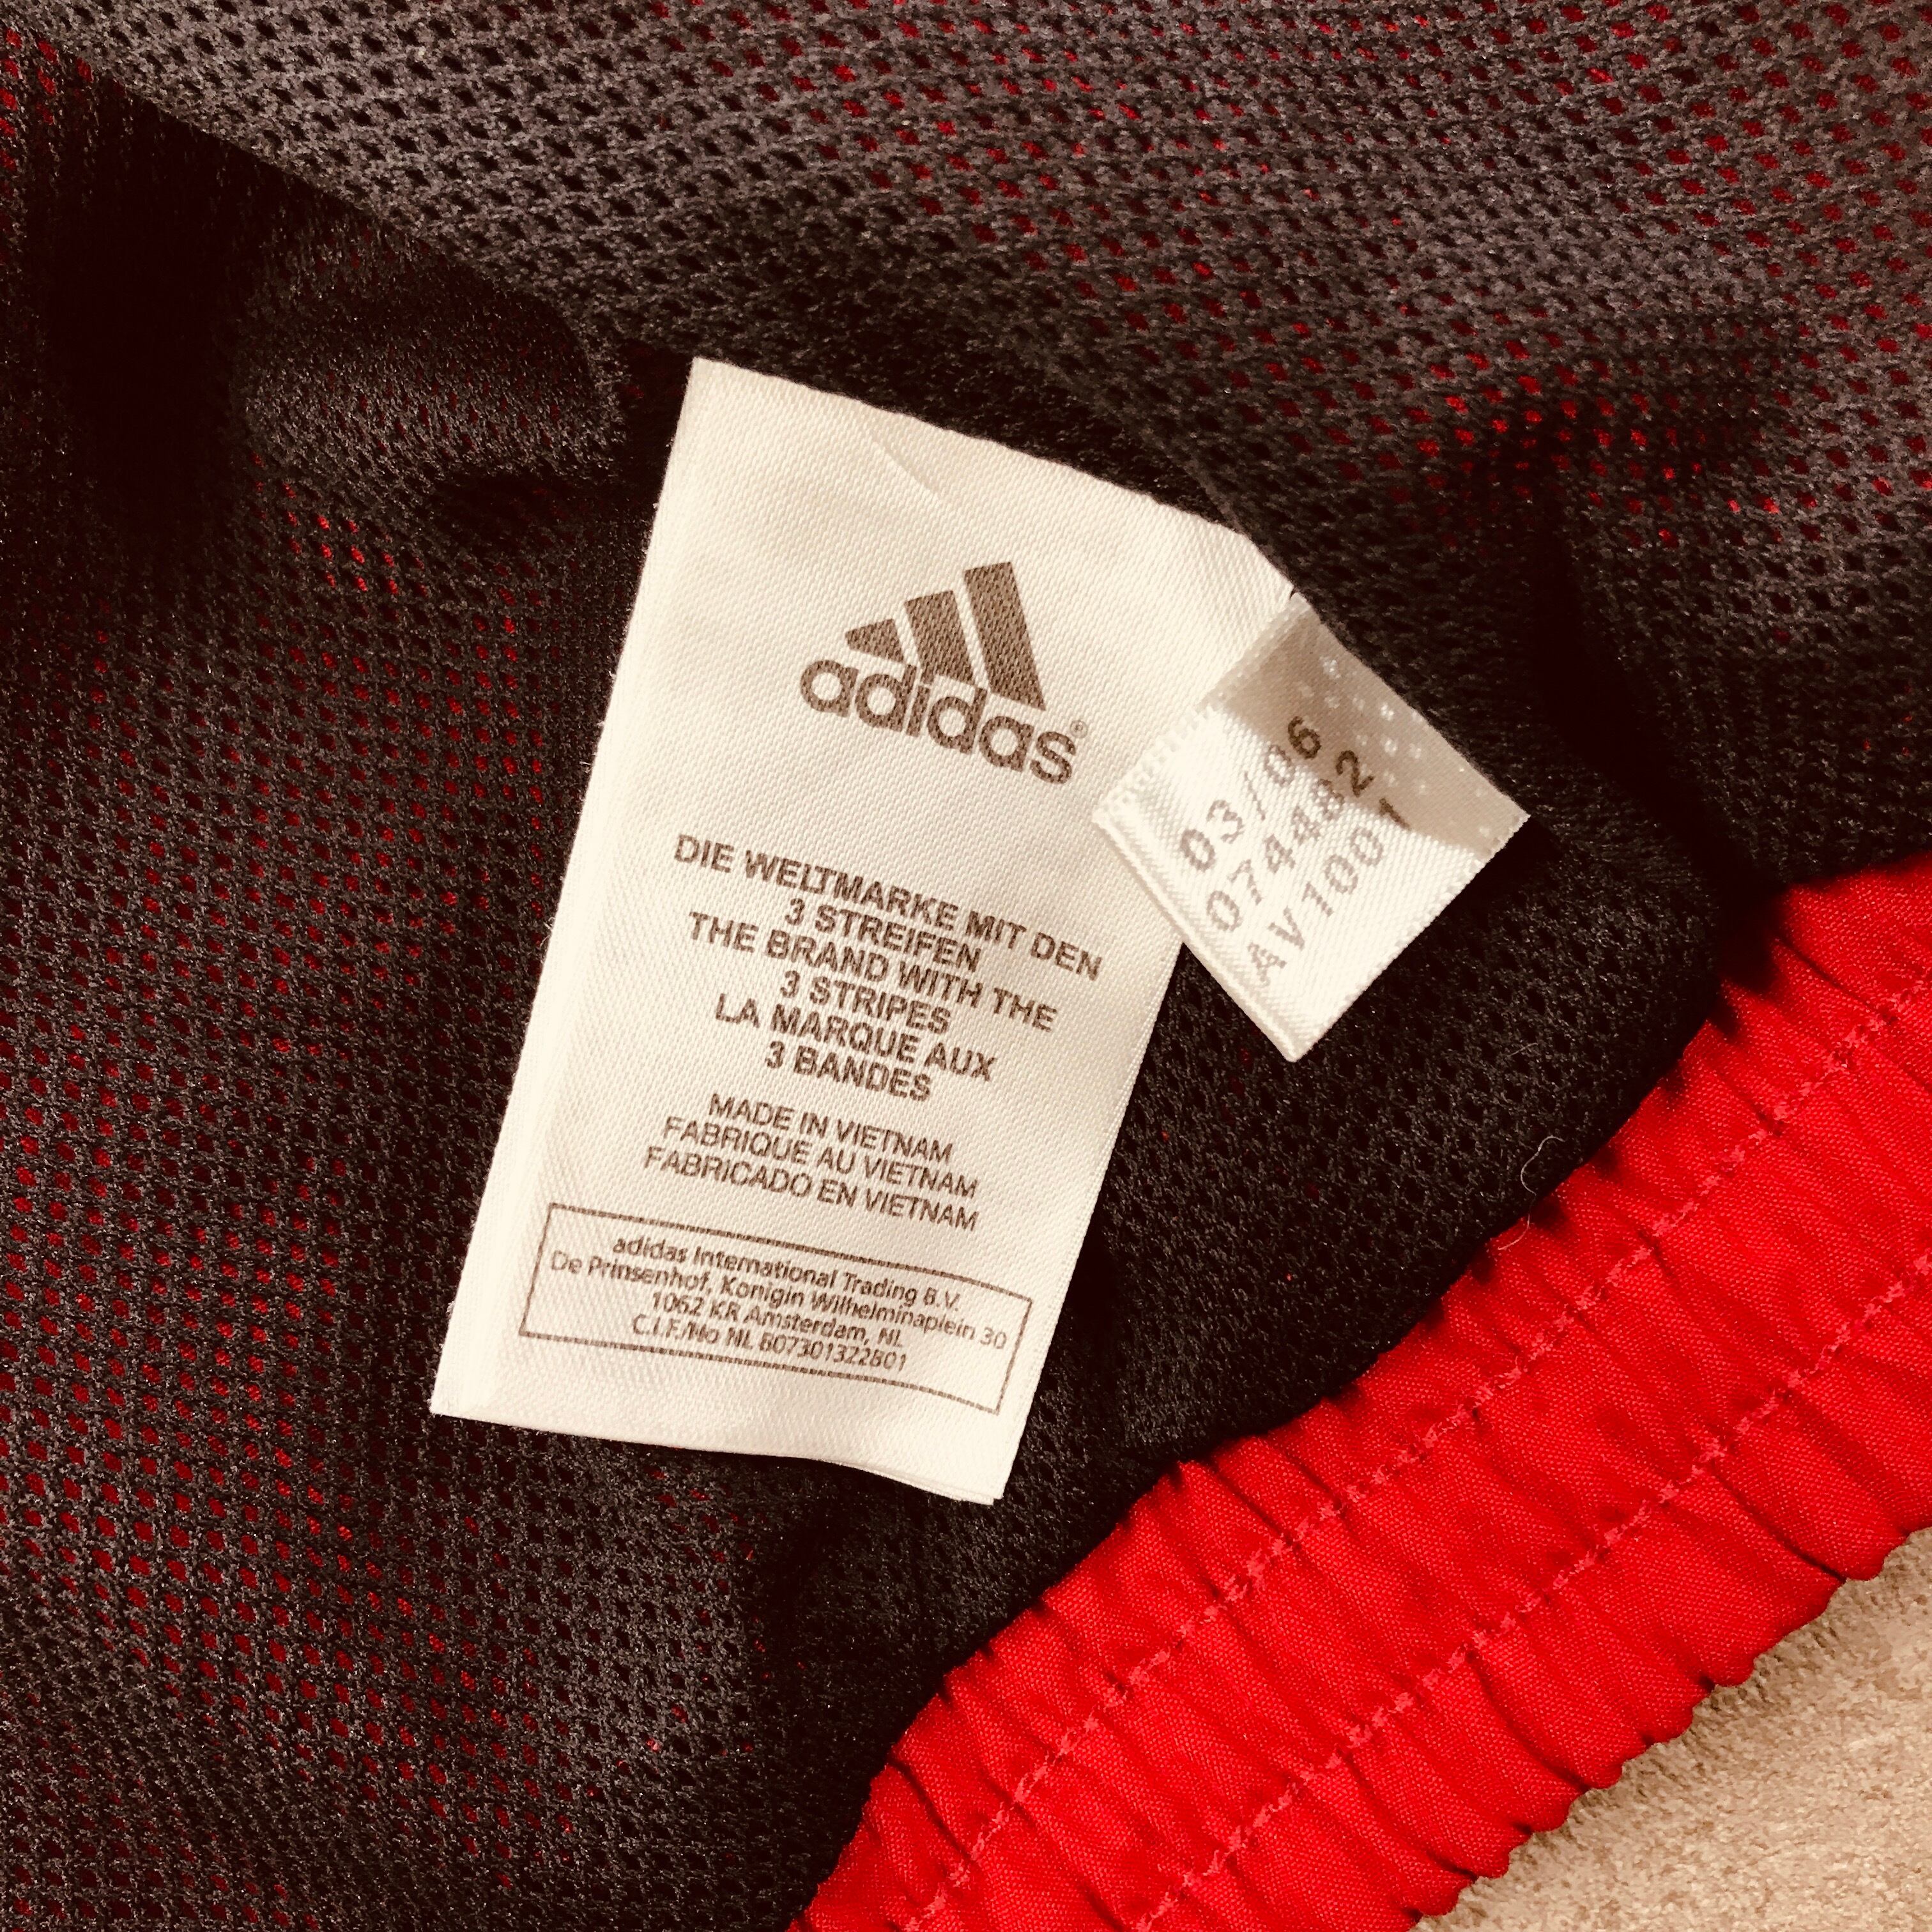 adidas®
DIE WELTMARKE MIT DEN
3 STREIFEN
THE BRAND WITH THE
3 STRIPES
LA MARQUE AUX
3 BANDES
MADE IN VIETNAM
FABRIQUE AU VIETNAM
FABRICADO EN VIETNAM
adidas International Trading B.V.
De Prinsenhof, Konigin Wilhelminaplein 30
1062 KR Amsterdam, NL
C.I.F./No NL 607301322B01
03/06
0744482
AV1001